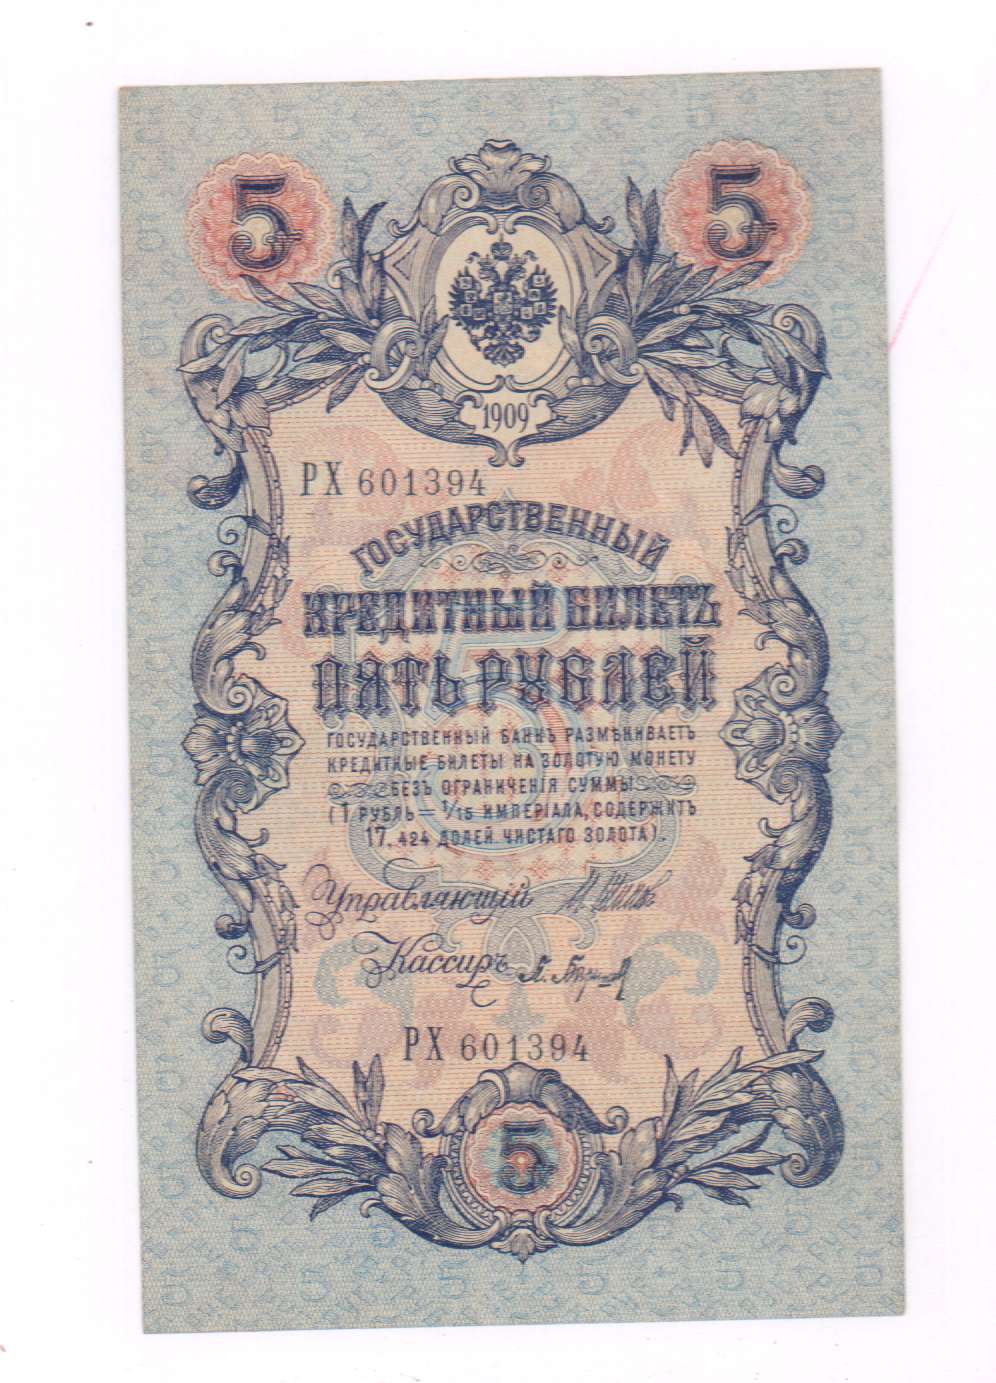 5 5
1909
РХ 601394
ГОСУДАРСТВЕННЫЙ
КРЕДИТНЫЙ БИЛЕТЪ
ПЯТЬ РУБЛЕЙ
ГОСУДАРСТВЕННЫЙ БАНКЪ РАЗМѢНИВАЕТЪ
КРЕДИТНЫЕ БИЛЕТЫ НА ЗОЛОТУЮ МОНЕТУ
БЕЗЪ ОГРАНИЧЕНІЯ СУММЫ
(1 РУБЛЬ — 1/15 ИМПЕРІАЛА, СОДЕРЖИТЪ
17,424 ДОЛЕЙ ЧИСТАГО ЗОЛОТА).
Управляющій
Кассиръ
РХ 601394
5